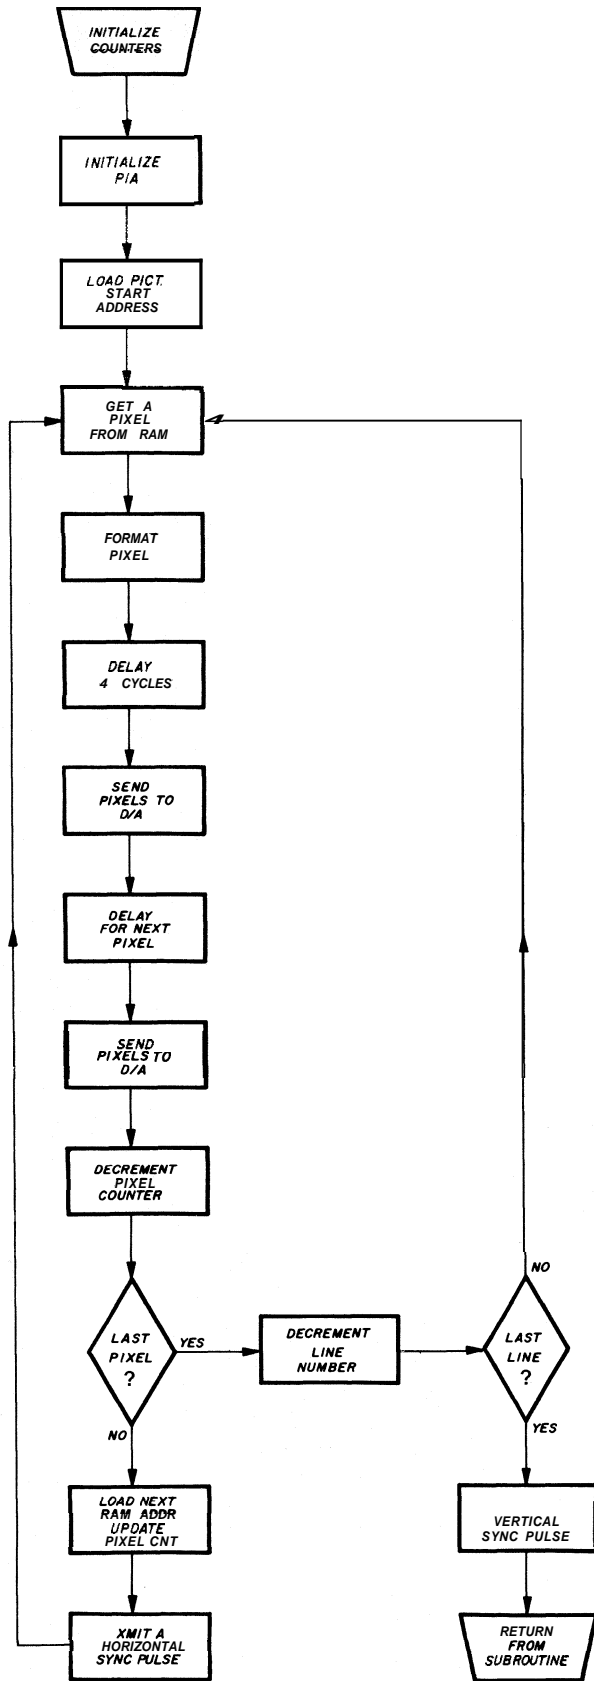 INITIALIZE
COUNTERS
INITIALIZE
PIA
LOAD PICT.
START
ADDRESS
GET A
PIXEL
FROM RAM
FORMAT
PIXEL
DELAY
4 CYCLES
SEND
PIXELS TO
D/A
DELAY
FOR NEXT
PIXEL
SEND
PIXELS TO
D/A
DECREMENT
PIXEL
COUNTER
LAST
PIXEL
?
YES
NO
DECREMENT
LINE
NUMBER
LAST
LINE
?
NO
YES
LOAD NEXT
RAM ADDR
UPDATE
PIXEL CNT
XMIT A
HORIZONTAL
SYNC PULSE
VERTICAL
SYNC PULSE
RETURN
FROM
SUBROUTINE